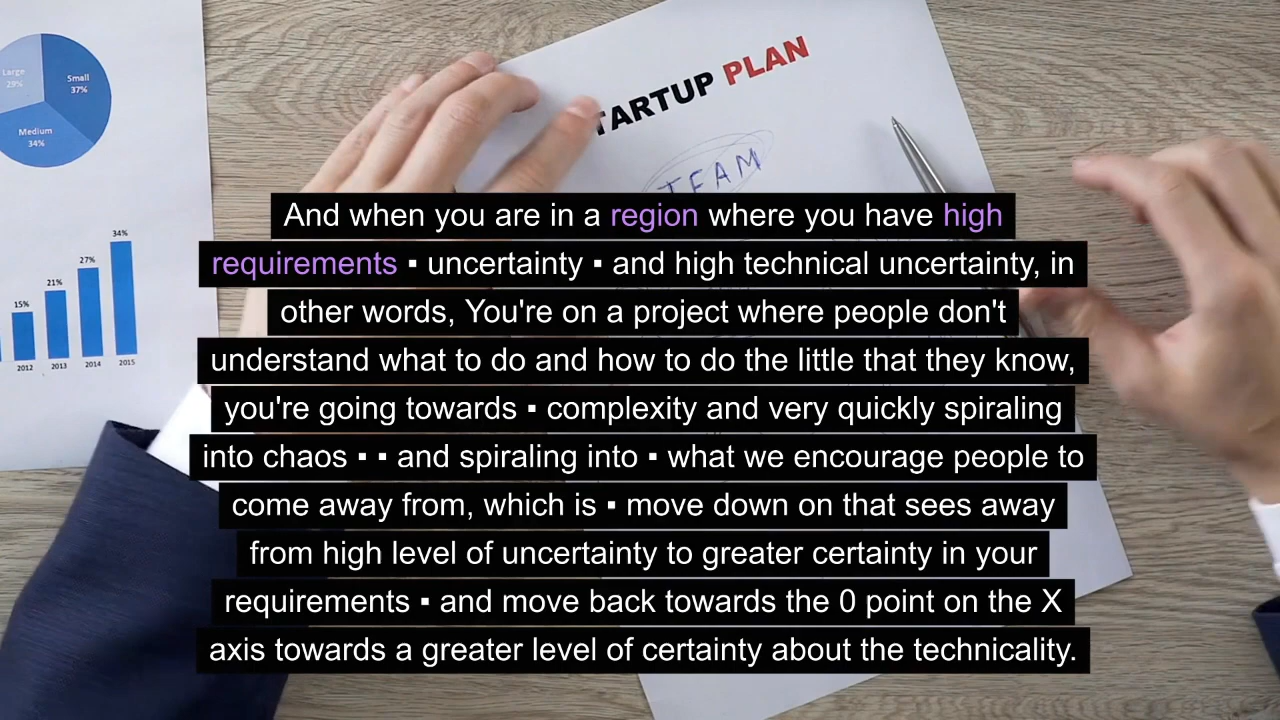 Large
29%
Small
37%
Medium
34%
TARTUP PLAN
TEAM
34%
27%
21%
15%
2012 2013 2014 2015
And when you are in a region where you have high
requirements ▪ uncertainty ▪ and high technical uncertainty, in
other words, You're on a project where people don't
understand what to do and how to do the little that they know,
you're going towards ▪ complexity and very quickly spiraling
into chaos ▪ ▪ and spiraling into ▪ what we encourage people to
come away from, which is ▪ move down on that sees away
from high level of uncertainty to greater certainty in your
requirements ▪ and move back towards the 0 point on the X
axis towards a greater level of certainty about the technicality.